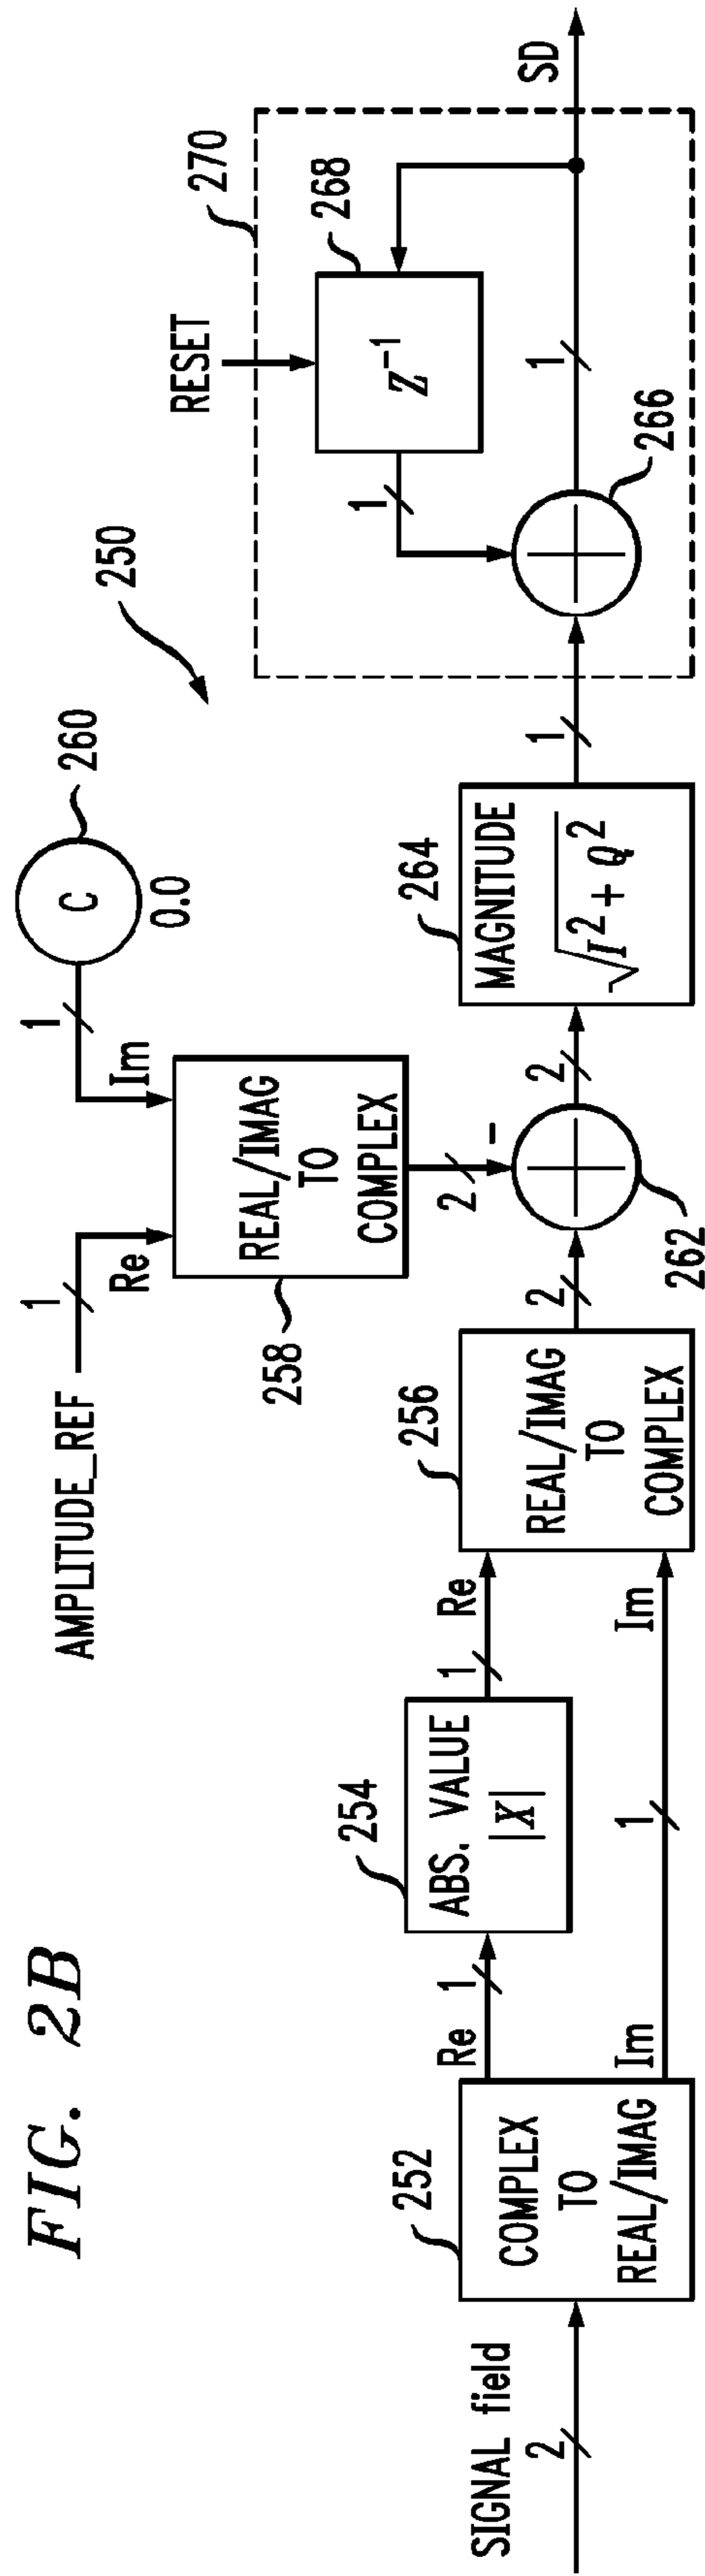 FIG. 2B
250
AMPLITUDE_REF
1
Re
C
260
0.0
1
Im
258
REAL/IMAG
TO
COMPLEX
2
-
SIGNAL field
2
252
COMPLEX
TO
REAL/IMAG
Re
1
254
ABS. VALUE
|X|
1
Re
Im
1
Im
256
REAL/IMAG
TO
COMPLEX
2
262
2
264
MAGNITUDE
√I² + Q²
1
266
1
RESET
268
Z⁻¹
1
270
SD